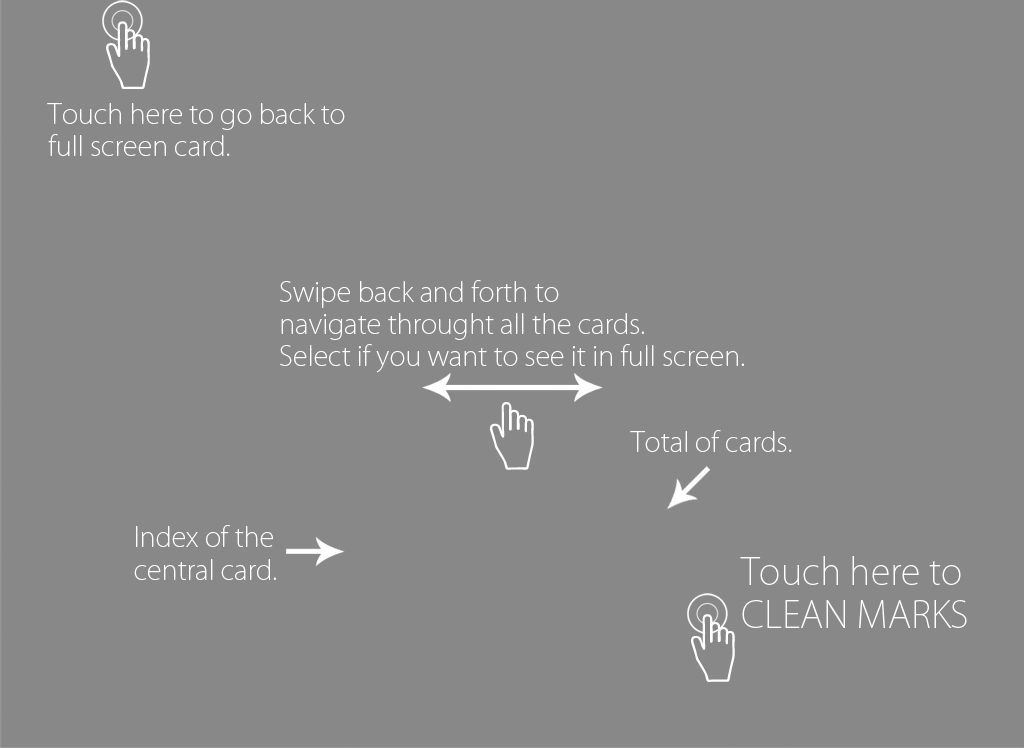 Touch here to go back to
full screen card.
Swipe back and forth to
navigate throught all the cards.
Select if you want to see it in full screen.
Total of cards.
Index of the
central card.
Touch here to
CLEAN MARKS